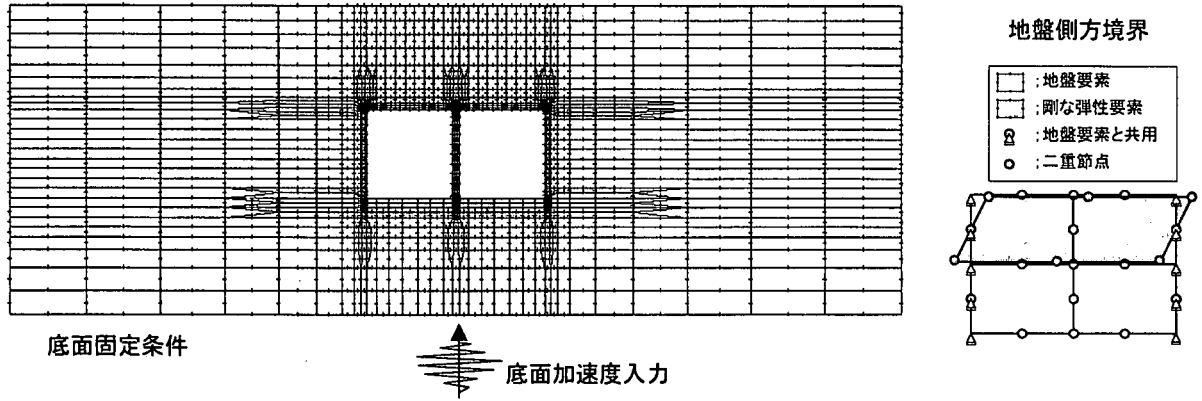 地盤側方境界
;地盤要素
;剛な弾性要素
;地盤要素と共用
;二重節点
底面固定条件
底面加速度入力